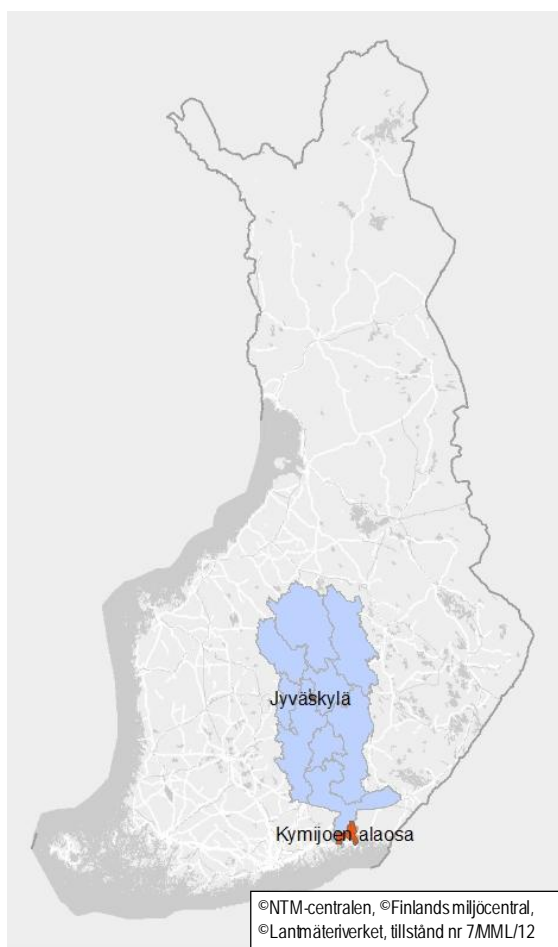 Jyväskylä
Kymijoen alaosa
©NTM-centralen, ©Finlands miljöcentral,
©Lantmäteriverket, tillstånd nr 7/MML/12